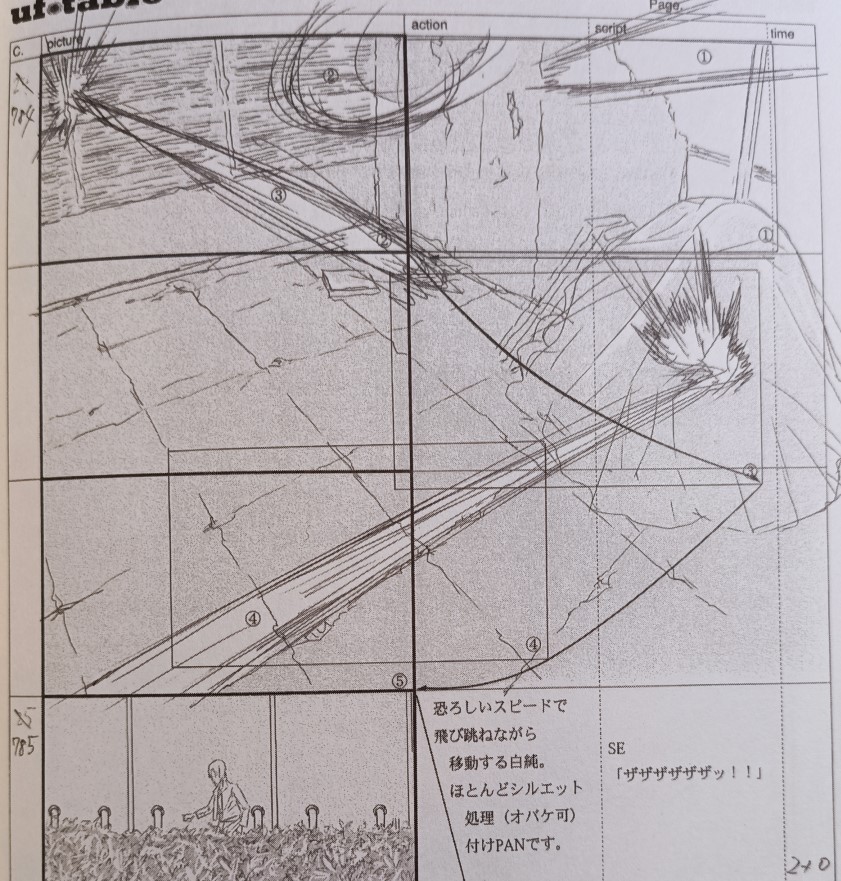 uf•table
Page.
C.
picture
action
script
time
784
①
②
③
②
①
③
④
④
⑤
785
恐ろしいスピードで
飛び跳ねながら
移動する白純。
ほとんどシルエット
処理（オバケ可）
付けPANです。
SE
「ザザザザザザッ！！」
2+0